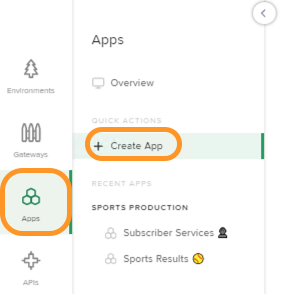 Apps
Overview
QUICK ACTIONS
+ Create App
RECENT APPS
SPORTS PRODUCTION
Subscriber Services
Sports Results
Environments
Gateways
Apps
APIs